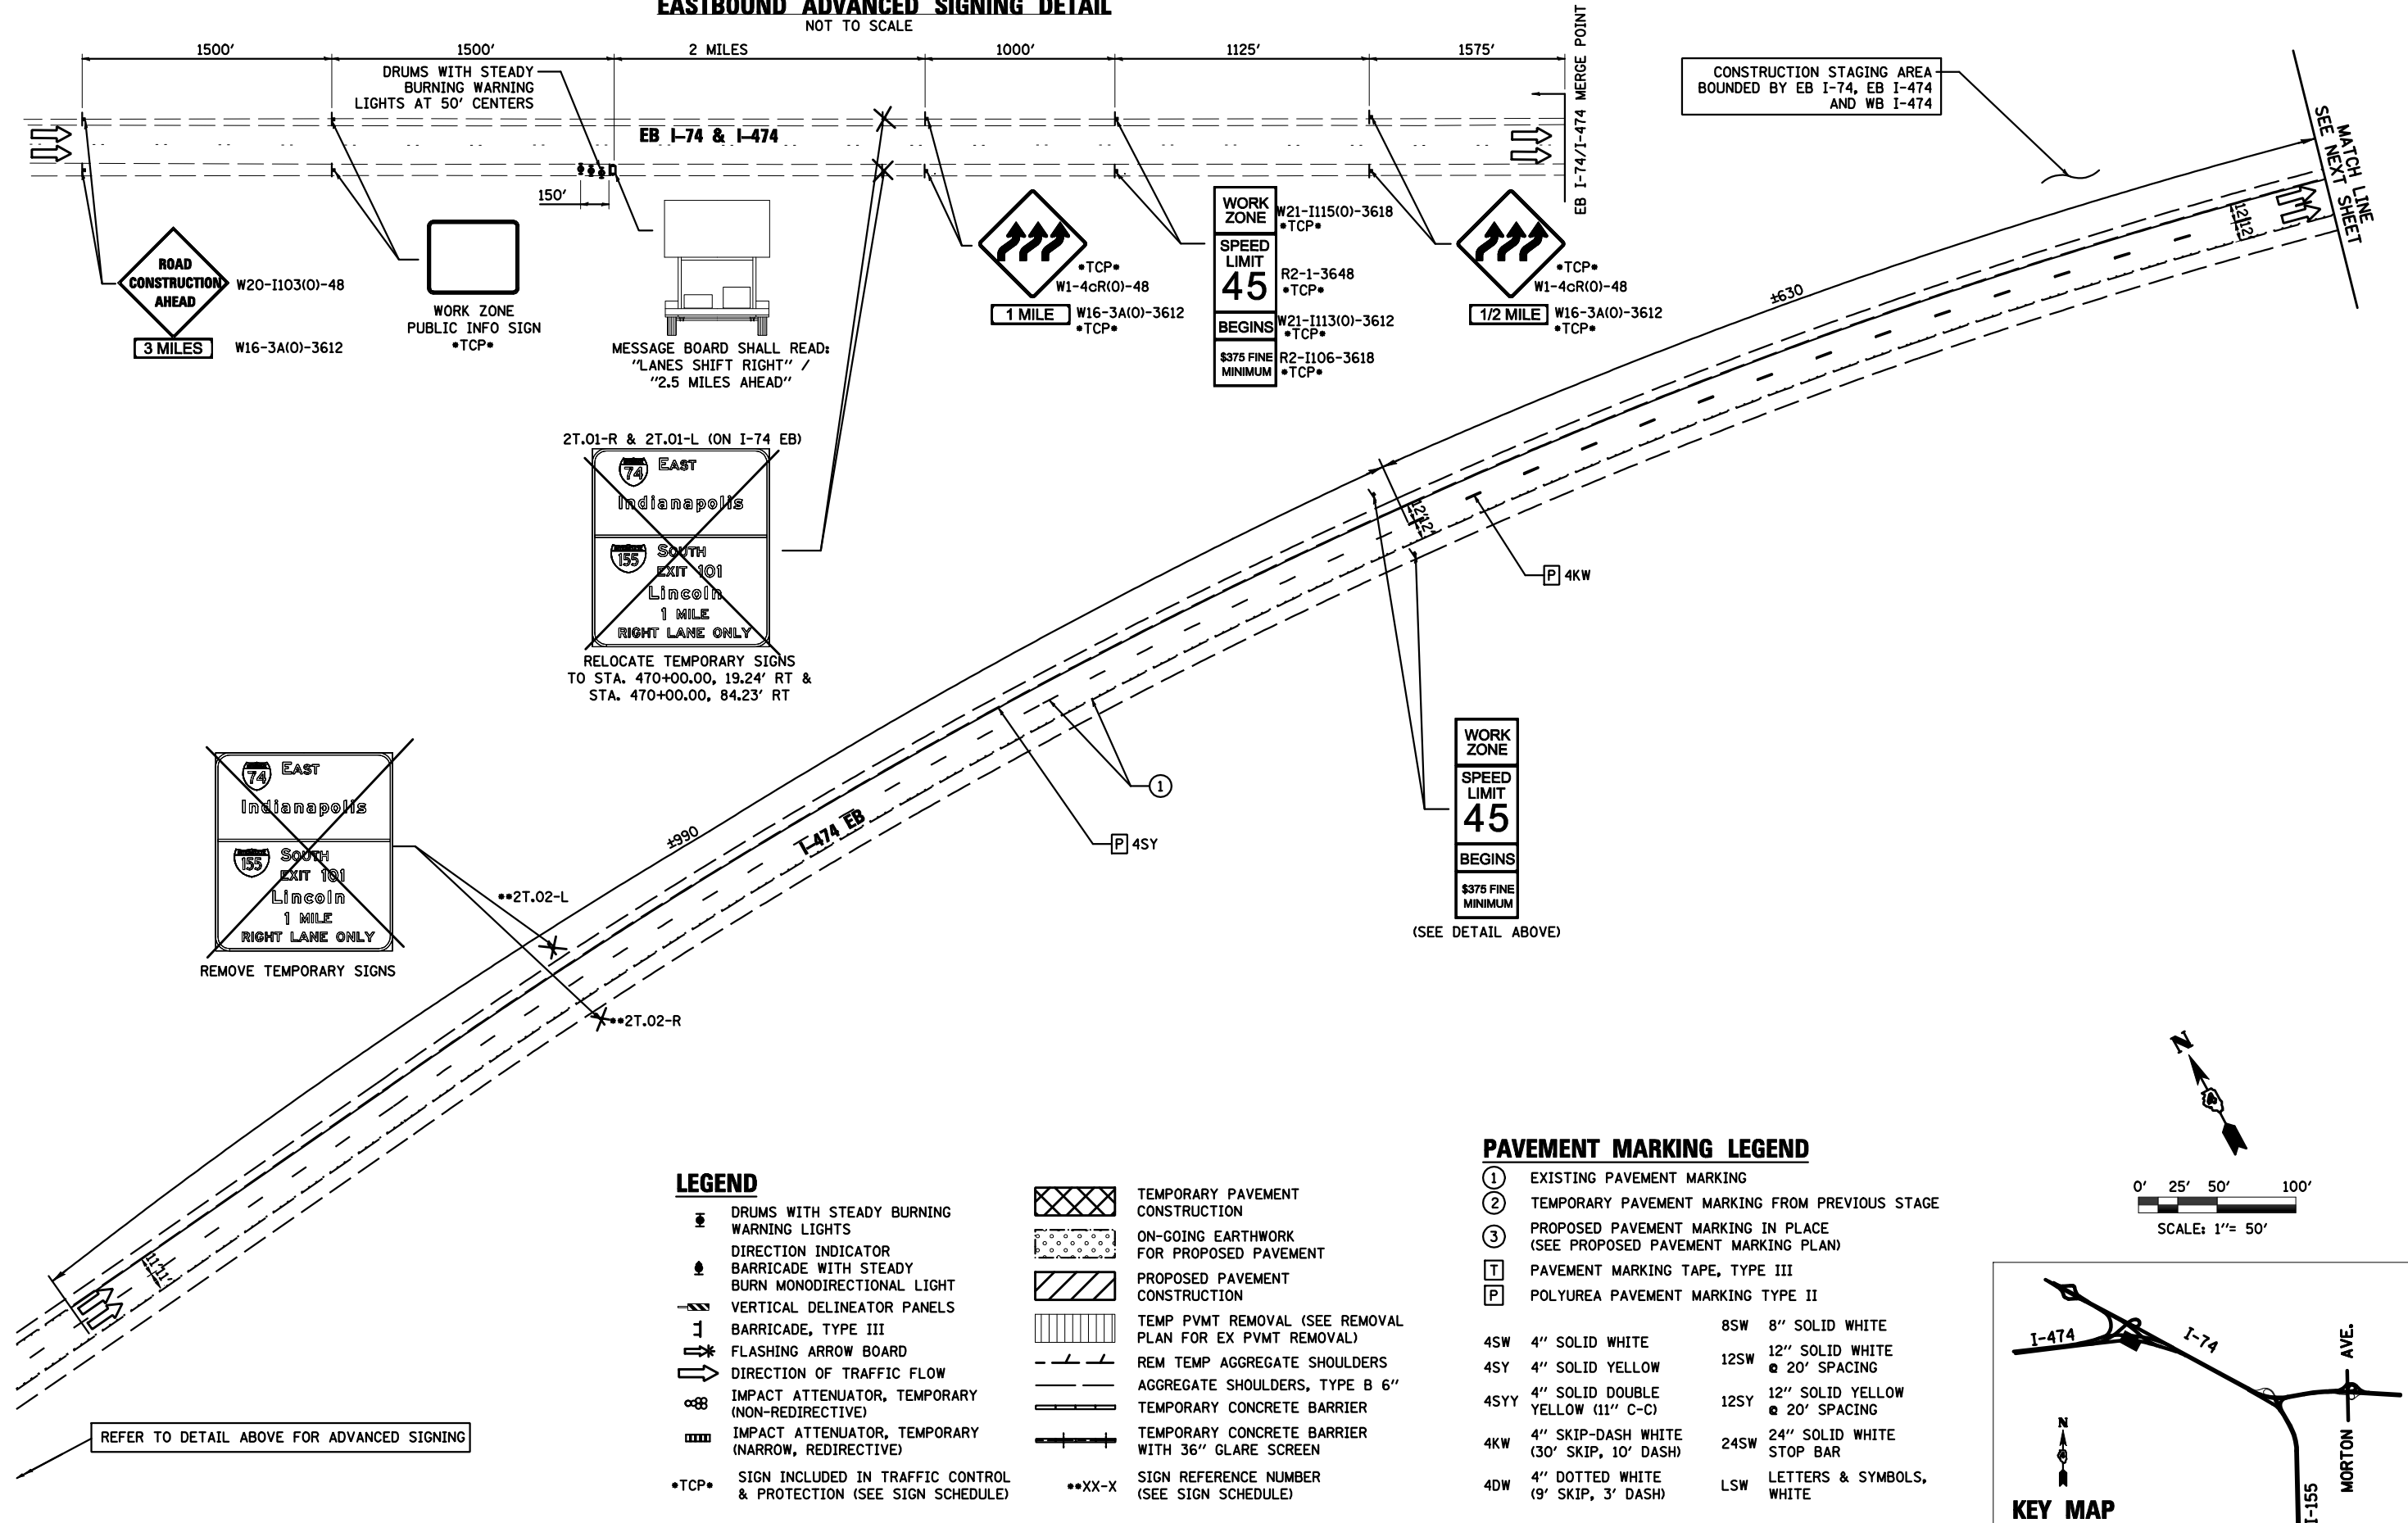 EASTBOUND ADVANCED SIGNING DETAIL
NOT TO SCALE
1500'
1500'
2 MILES
1000'
1125'
1575'
EB I-74/I-474 MERGE POINT
DRUMS WITH STEADY
BURNING WARNING
LIGHTS AT 50' CENTERS
EB I-74 & I-474
150'
CONSTRUCTION STAGING AREA
BOUNDED BY EB I-74, EB I-474
AND WB I-474
MATCH LINE
SEE NEXT SHEET
ROAD
CONSTRUCTION
AHEAD
W20-I103(O)-48
3 MILES
W16-3A(O)-3612
WORK ZONE
PUBLIC INFO SIGN
*TCP*
MESSAGE BOARD SHALL READ:
"LANES SHIFT RIGHT" /
"2.5 MILES AHEAD"
*TCP*
W1-4cR(O)-48
1 MILE
W16-3A(O)-3612
*TCP*
WORK
ZONE
W21-I115(O)-3618
*TCP*
SPEED
LIMIT
45
R2-1-3648
*TCP*
BEGINS
W21-I113(O)-3612
*TCP*
$375 FINE
MINIMUM
R2-I106-3618
*TCP*
*TCP*
W1-4cR(O)-48
1/2 MILE
W16-3A(O)-3612
*TCP*
12'
12'
±630
2T.01-R & 2T.01-L (ON I-74 EB)
74 EAST
Indianapolis
155 SOUTH
EXIT 101
Lincoln
1 MILE
RIGHT LANE ONLY
RELOCATE TEMPORARY SIGNS
TO STA. 470+00.00, 19.24' RT &
STA. 470+00.00, 84.23' RT
12'
12'
P 4KW
74 EAST
Indianapolis
155 SOUTH
EXIT 101
Lincoln
1 MILE
RIGHT LANE ONLY
REMOVE TEMPORARY SIGNS
**2T.02-L
**2T.02-R
±990
I-474 EB
1
P 4SY
WORK
ZONE
SPEED
LIMIT
45
BEGINS
$375 FINE
MINIMUM
(SEE DETAIL ABOVE)
11'
11'
REFER TO DETAIL ABOVE FOR ADVANCED SIGNING
LEGEND
DRUMS WITH STEADY BURNING
WARNING LIGHTS
DIRECTION INDICATOR
BARRICADE WITH STEADY
BURN MONODIRECTIONAL LIGHT
VERTICAL DELINEATOR PANELS
BARRICADE, TYPE III
FLASHING ARROW BOARD
DIRECTION OF TRAFFIC FLOW
IMPACT ATTENUATOR, TEMPORARY
(NON-REDIRECTIVE)
IMPACT ATTENUATOR, TEMPORARY
(NARROW, REDIRECTIVE)
*TCP* SIGN INCLUDED IN TRAFFIC CONTROL
& PROTECTION (SEE SIGN SCHEDULE)
TEMPORARY PAVEMENT
CONSTRUCTION
ON-GOING EARTHWORK
FOR PROPOSED PAVEMENT
PROPOSED PAVEMENT
CONSTRUCTION
TEMP PVMT REMOVAL (SEE REMOVAL
PLAN FOR EX PVMT REMOVAL)
REM TEMP AGGREGATE SHOULDERS
AGGREGATE SHOULDERS, TYPE B 6"
TEMPORARY CONCRETE BARRIER
TEMPORARY CONCRETE BARRIER
WITH 36" GLARE SCREEN
**XX-X SIGN REFERENCE NUMBER
(SEE SIGN SCHEDULE)
PAVEMENT MARKING LEGEND
1 EXISTING PAVEMENT MARKING
2 TEMPORARY PAVEMENT MARKING FROM PREVIOUS STAGE
3 PROPOSED PAVEMENT MARKING IN PLACE
(SEE PROPOSED PAVEMENT MARKING PLAN)
T PAVEMENT MARKING TAPE, TYPE III
P POLYUREA PAVEMENT MARKING TYPE II
4SW 4" SOLID WHITE
4SY 4" SOLID YELLOW
4SYY 4" SOLID DOUBLE
YELLOW (11" C-C)
4KW 4" SKIP-DASH WHITE
(30' SKIP, 10' DASH)
4DW 4" DOTTED WHITE
(9' SKIP, 3' DASH)
8SW 8" SOLID WHITE
12SW 12" SOLID WHITE
@ 20' SPACING
12SY 12" SOLID YELLOW
@ 20' SPACING
24SW 24" SOLID WHITE
STOP BAR
LSW LETTERS & SYMBOLS,
WHITE
N
0' 25' 50' 100'
SCALE: 1"= 50'
I-474
I-74
MORTON AVE.
I-155
N
KEY MAP